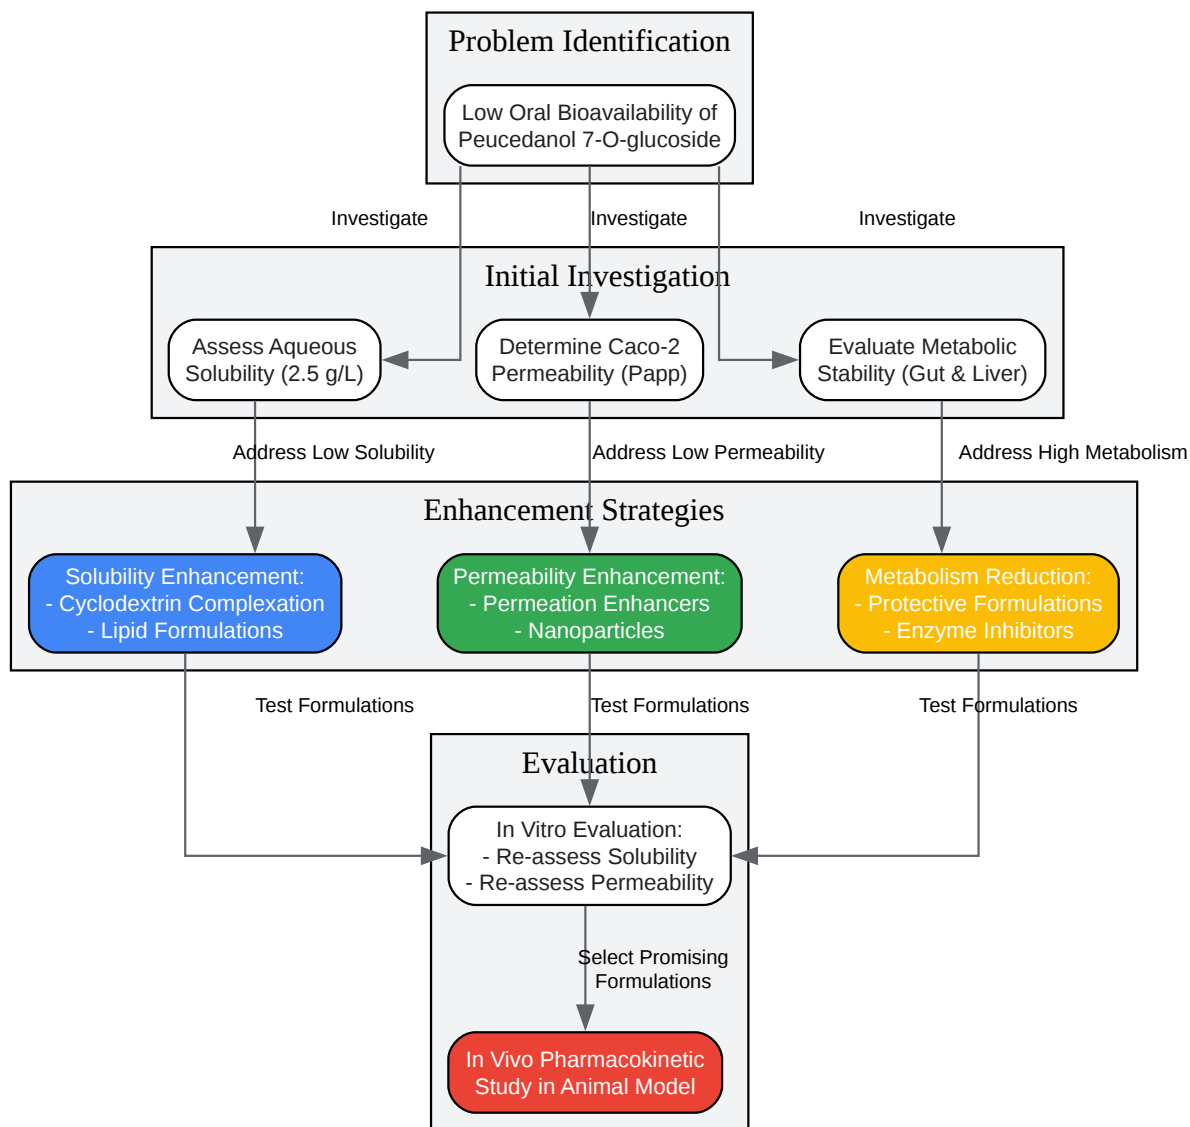 Problem Identification
Low Oral Bioavailability of
Peucedanol 7-O-glucoside
Investigate
Investigate
Investigate
Initial Investigation
Assess Aqueous
Solubility (2.5 g/L)
Determine Caco-2
Permeability (Papp)
Evaluate Metabolic
Stability (Gut & Liver)
Address Low Solubility
Address Low Permeability
Address High Metabolism
Enhancement Strategies
Solubility Enhancement:
- Cyclodextrin Complexation
- Lipid Formulations
Permeability Enhancement:
- Permeation Enhancers
- Nanoparticles
Metabolism Reduction:
- Protective Formulations
- Enzyme Inhibitors
Test Formulations
Test Formulations
Test Formulations
Evaluation
In Vitro Evaluation:
- Re-assess Solubility
- Re-assess Permeability
Select Promising
Formulations
In Vivo Pharmacokinetic
Study in Animal Model